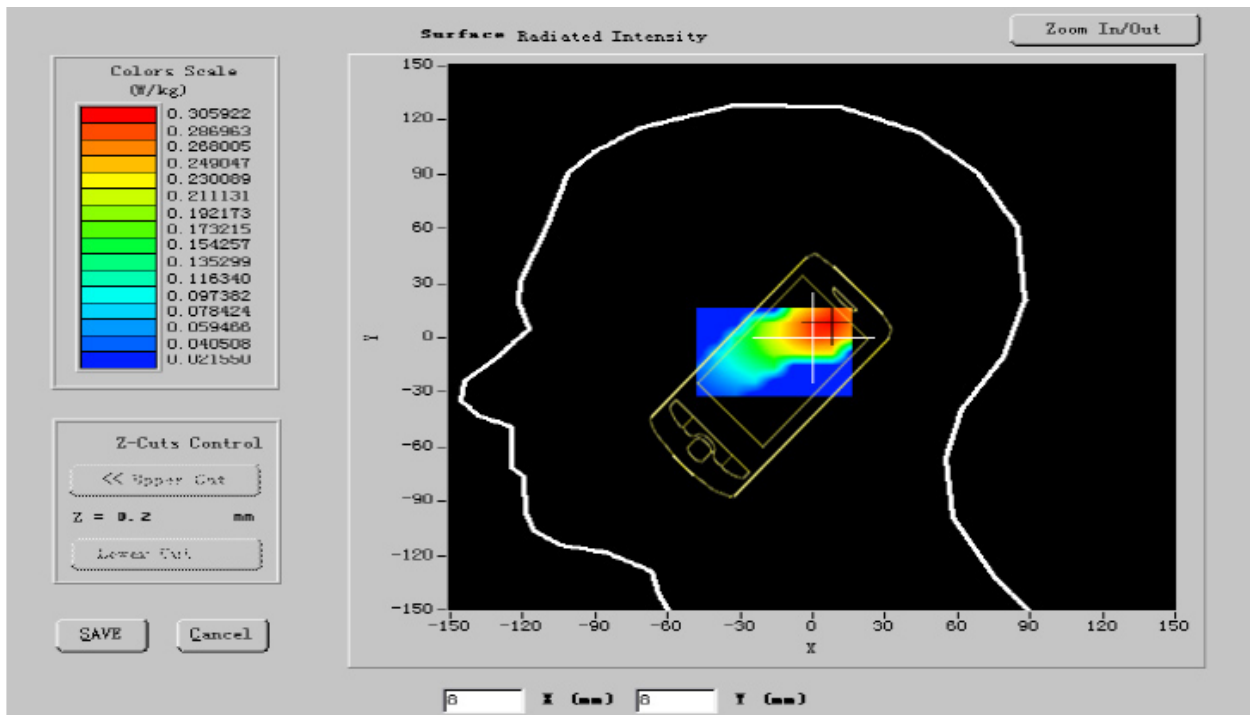 Surface Radiated Intensity
Zoom In/Out
Colors Scale
(W/kg)
0.305922
0.286963
0.268005
0.249047
0.230089
0.211131
0.192173
0.173215
0.154257
0.135299
0.116340
0.097382
0.078424
0.059466
0.040508
0.021550
Z-Cuts Control
<< Upper Cut
Z = 0.2 mm
Lower Cut
SAVE
Cancel
150
120
90
60
30
0
-30
-60
-90
-120
-150
Y
-150 -120 -90 -60 -30 0 30 60 90 120 150
X
8 X (mm) 8 Y (mm)